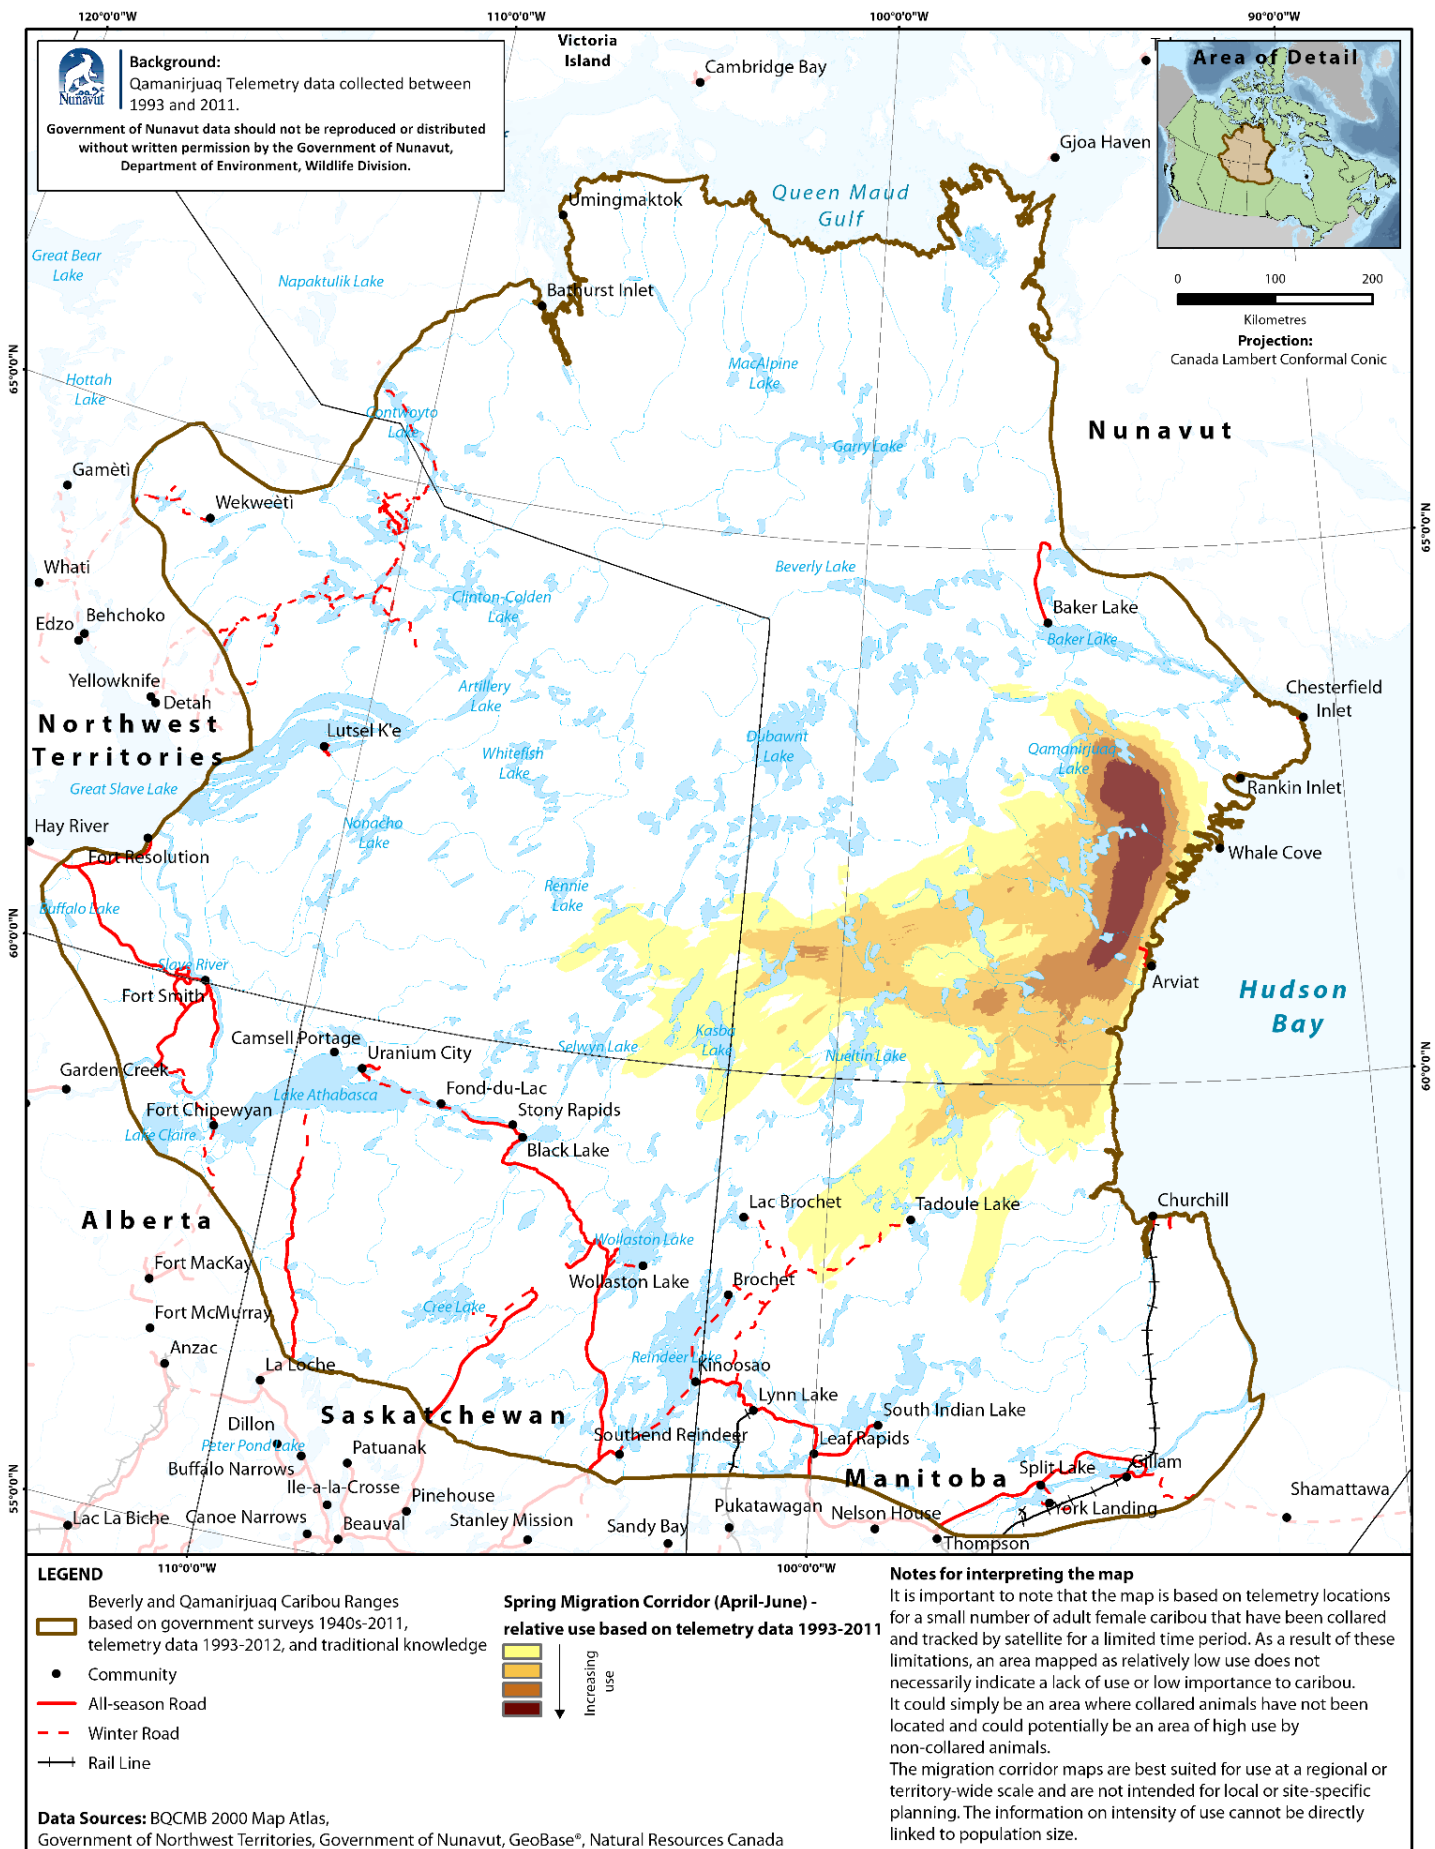 120°0'0"W
110°0'0"W
100°0'0"W
90°0'0"W
Nunavut
Background:
Qamanirjuaq Telemetry data collected between
1993 and 2011.
Government of Nunavut data should not be reproduced or distributed
without written permission by the Government of Nunavut,
Department of Environment, Wildlife Division.
Victoria
Island
Cambridge Bay
Area of Detail
Gjoa Haven
Umingmaktok
Queen Maud
Gulf
Great Bear
Lake
Napaktulik Lake
Bathurst Inlet
0
100
200
Kilometres
Projection:
Canada Lambert Conformal Conic
65°0'0"N
Hottah
Lake
MacAlpine
Lake
Contwoyto
Lake
Garry Lake
Nunavut
Gamètì
Wekweètì
65°0'0"N
Whati
Beverly Lake
Clinton-Colden
Lake
Baker Lake
Baker Lake
Edzo
Behchoko
Yellowknife
Detah
Artillery
Lake
Chesterfield
Inlet
Northwest
Territories
Lutsel K'e
Whitefish
Lake
Dubawnt
Lake
Qamanirjuaq
Lake
Great Slave Lake
Rankin Inlet
Hay River
Nonacho
Lake
Whale Cove
Fort Resolution
Rennie
Lake
Buffalo Lake
60°0'0"N
Slave River
Fort Smith
Arviat
Hudson
Bay
Camsell Portage
Uranium City
Selwyn Lake
Kasba
Lake
Nueltin Lake
60°0'0"N
Garden Creek
Fond-du-Lac
Lake Athabasca
Fort Chipewyan
Stony Rapids
Lake Claire
Black Lake
Lac Brochet
Tadoule Lake
Churchill
Alberta
Wollaston Lake
Fort MacKay
Wollaston Lake
Brochet
Cree Lake
Fort McMurray
Anzac
Reindeer Lake
La Loche
Kinoosao
Lynn Lake
Saskatchewan
South Indian Lake
Dillon
Southend Reindeer
Leaf Rapids
Peter Pond Lake
Patuanak
Manitoba
Split Lake
Gillam
Buffalo Narrows
55°0'0"N
Ile-a-la-Crosse
Pinehouse
Pukatawagan
York Landing
Shamattawa
Lac La Biche
Canoe Narrows
Beauval
Stanley Mission
Sandy Bay
Nelson House
Thompson
110°0'0"W
100°0'0"W
LEGEND
Beverly and Qamanirjuaq Caribou Ranges
based on government surveys 1940s-2011,
telemetry data 1993-2012, and traditional knowledge
Community
All-season Road
Winter Road
Rail Line
Data Sources: BQCMB 2000 Map Atlas,
Government of Northwest Territories, Government of Nunavut, GeoBase®, Natural Resources Canada
Spring Migration Corridor (April-June) -
relative use based on telemetry data 1993-2011
Increasing
use
Notes for interpreting the map
It is important to note that the map is based on telemetry locations
for a small number of adult female caribou that have been collared
and tracked by satellite for a limited time period. As a result of these
limitations, an area mapped as relatively low use does not
necessarily indicate a lack of use or low importance to caribou.
It could simply be an area where collared animals have not been
located and could potentially be an area of high use by
non-collared animals.
The migration corridor maps are best suited for use at a regional or
territory-wide scale and are not intended for local or site-specific
planning. The information on intensity of use cannot be directly
linked to population size.